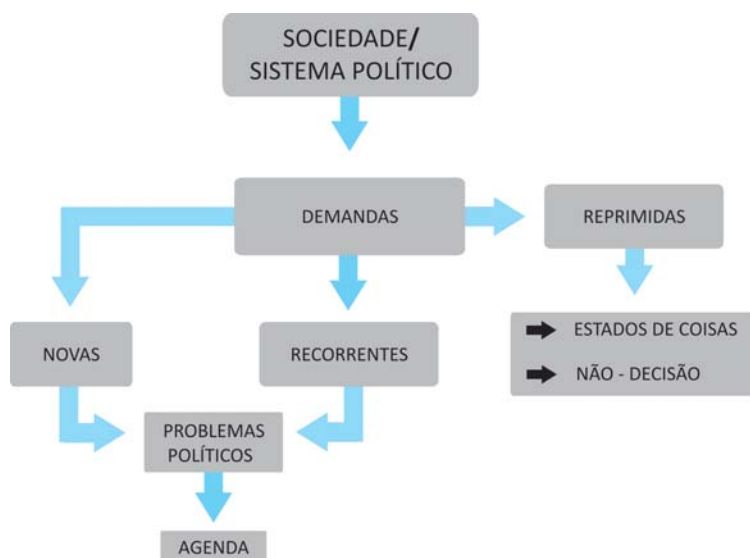 SOCIEDADE/
SISTEMA POLÍTICO
DEMANDAS
REPRIMIDAS
NOVAS
RECORRENTES
ESTADOS DE COISAS
NÃO - DECISÃO
PROBLEMAS
POLÍTICOS
AGENDA